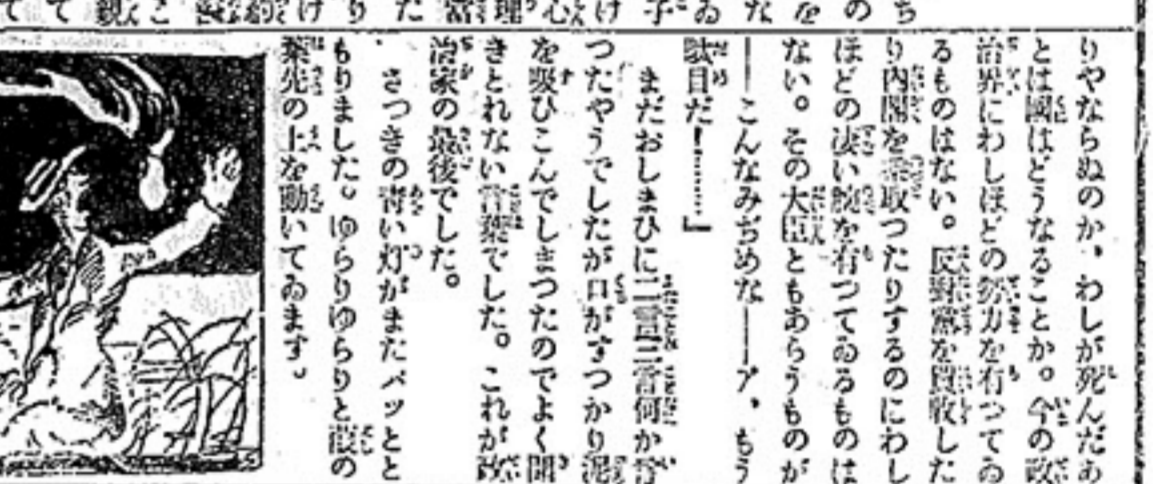 りやならぬのか、わしが死んだあ
とは國はどうなることか。今の政
治界にわしほどの勢力を有つてゐ
るものはない。反對黨を買收した
り內閣を乘取つたりするのにわし
ほどの凄い腕を有つてゐるものは
ない。その大臣ともあらうものが
――こんなみぢめな――ア、もう
駄目だ！………」
まだおしまひに二言三言何か言
つたやうでしたが口がすつかり泥
を吸ひこんでしまつたのでよく聞
きとれない言葉でした。これが政
治家の最後でした。
さつきの靑い灯がまたパッとと
もりました。ゆらりゆらりと葭の
葉先の上を動いてゐます。